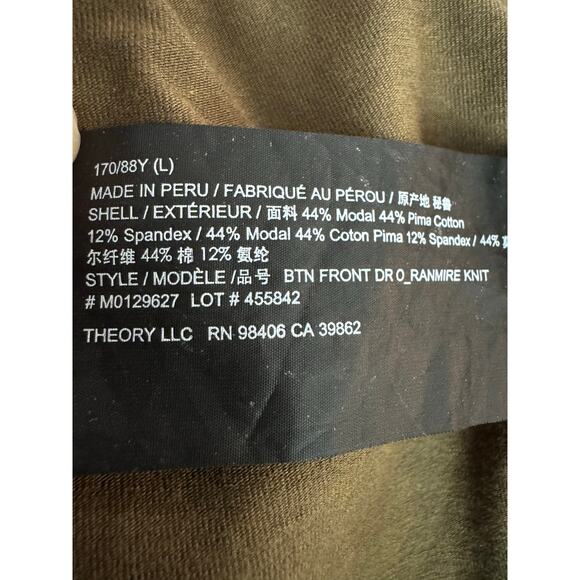 170/88Y (L)
MADE IN PERU / FABRIQUÉ AU PÉROU / 原产地 秘鲁
SHELL / EXTÉRIEUR / 面料 44% Modal 44% Pima Cotton
12% Spandex / 44% Modal 44% Coton Pima 12% Spandex / 44%
尔纤维 44% 棉 12% 氨纶
STYLE / MODÈLE /品号 BTN FRONT DR 0_RANMIRE KNIT
# M0129627 LOT # 455842
THEORY LLC RN 98406 CA 39862